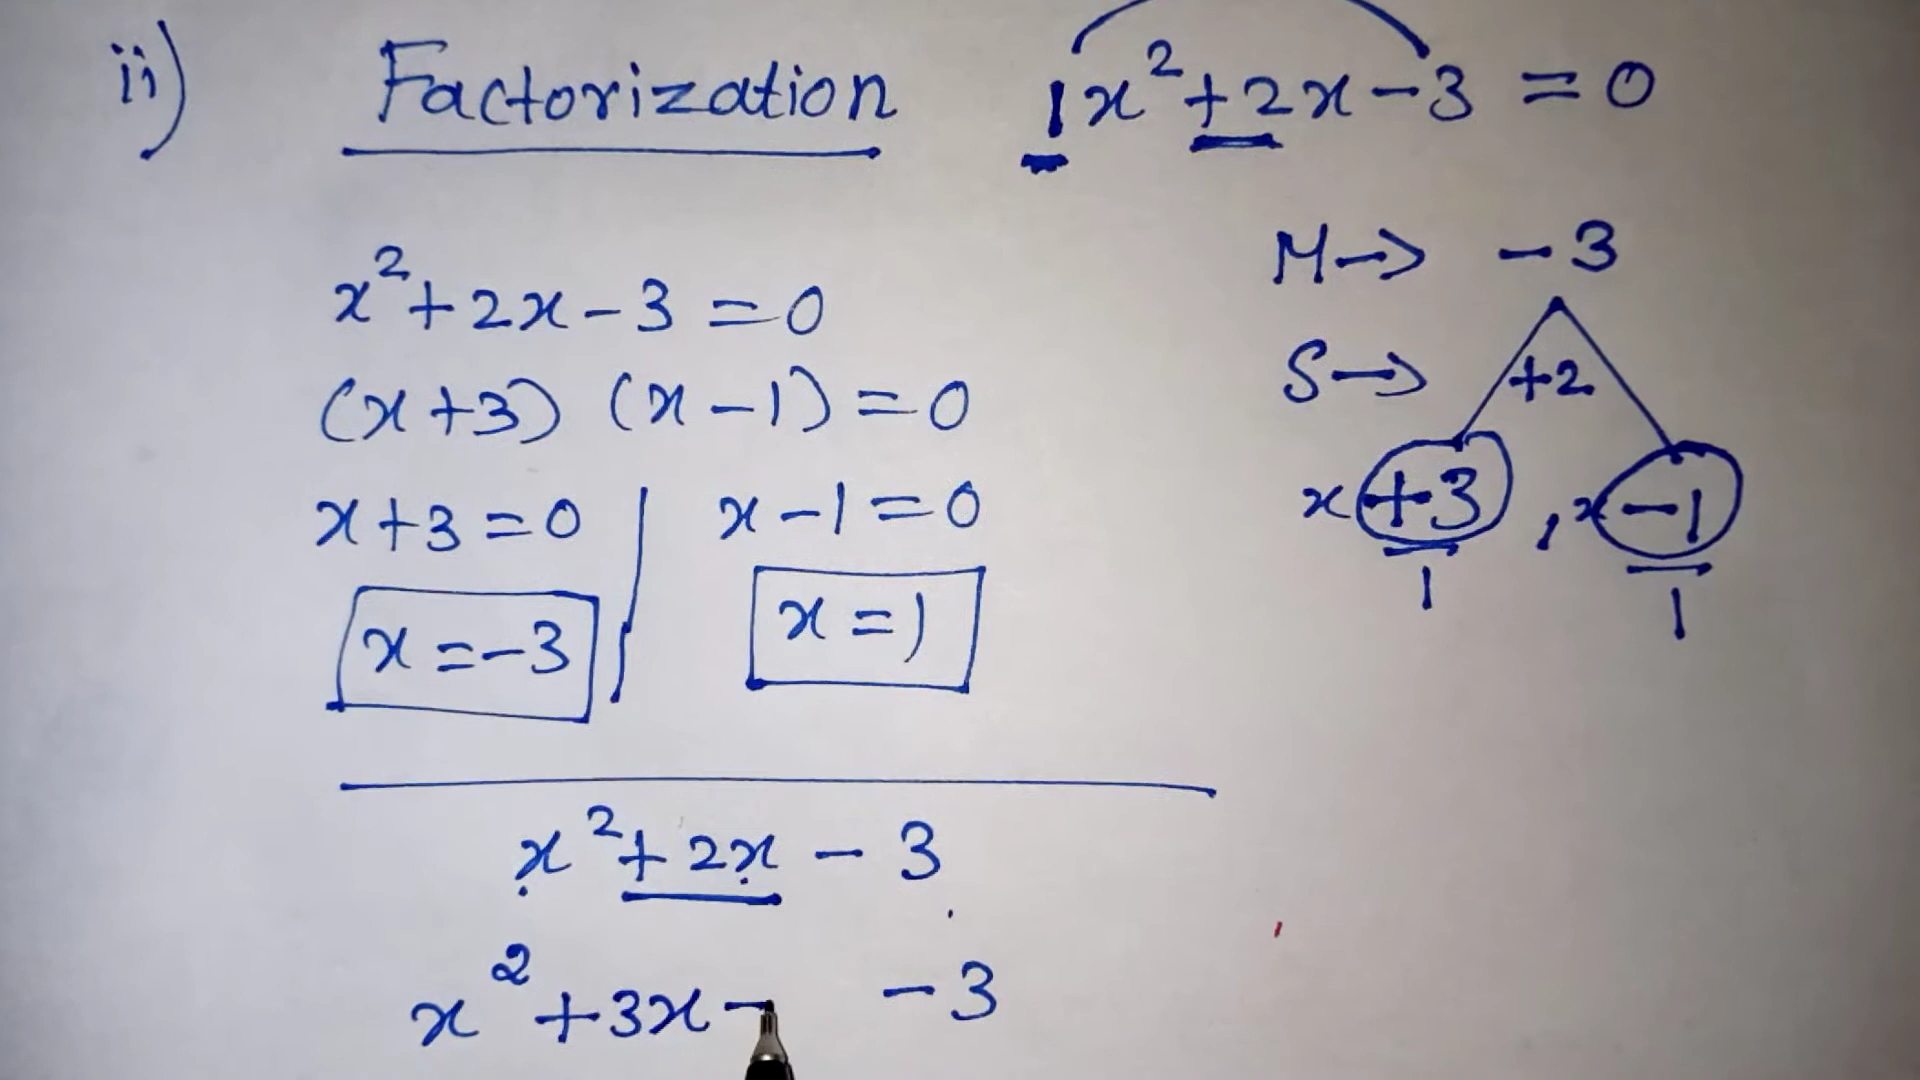 ii) Factorization 1x²+2x-3=0
x²+2x-3=0
(x+3) (x-1)=0
x+3=0 | x-1=0
x=-3 | x=1
M→ -3
S→ +2
x+3 , x-1
1 1
x²+2x-3
x²+3x- -3